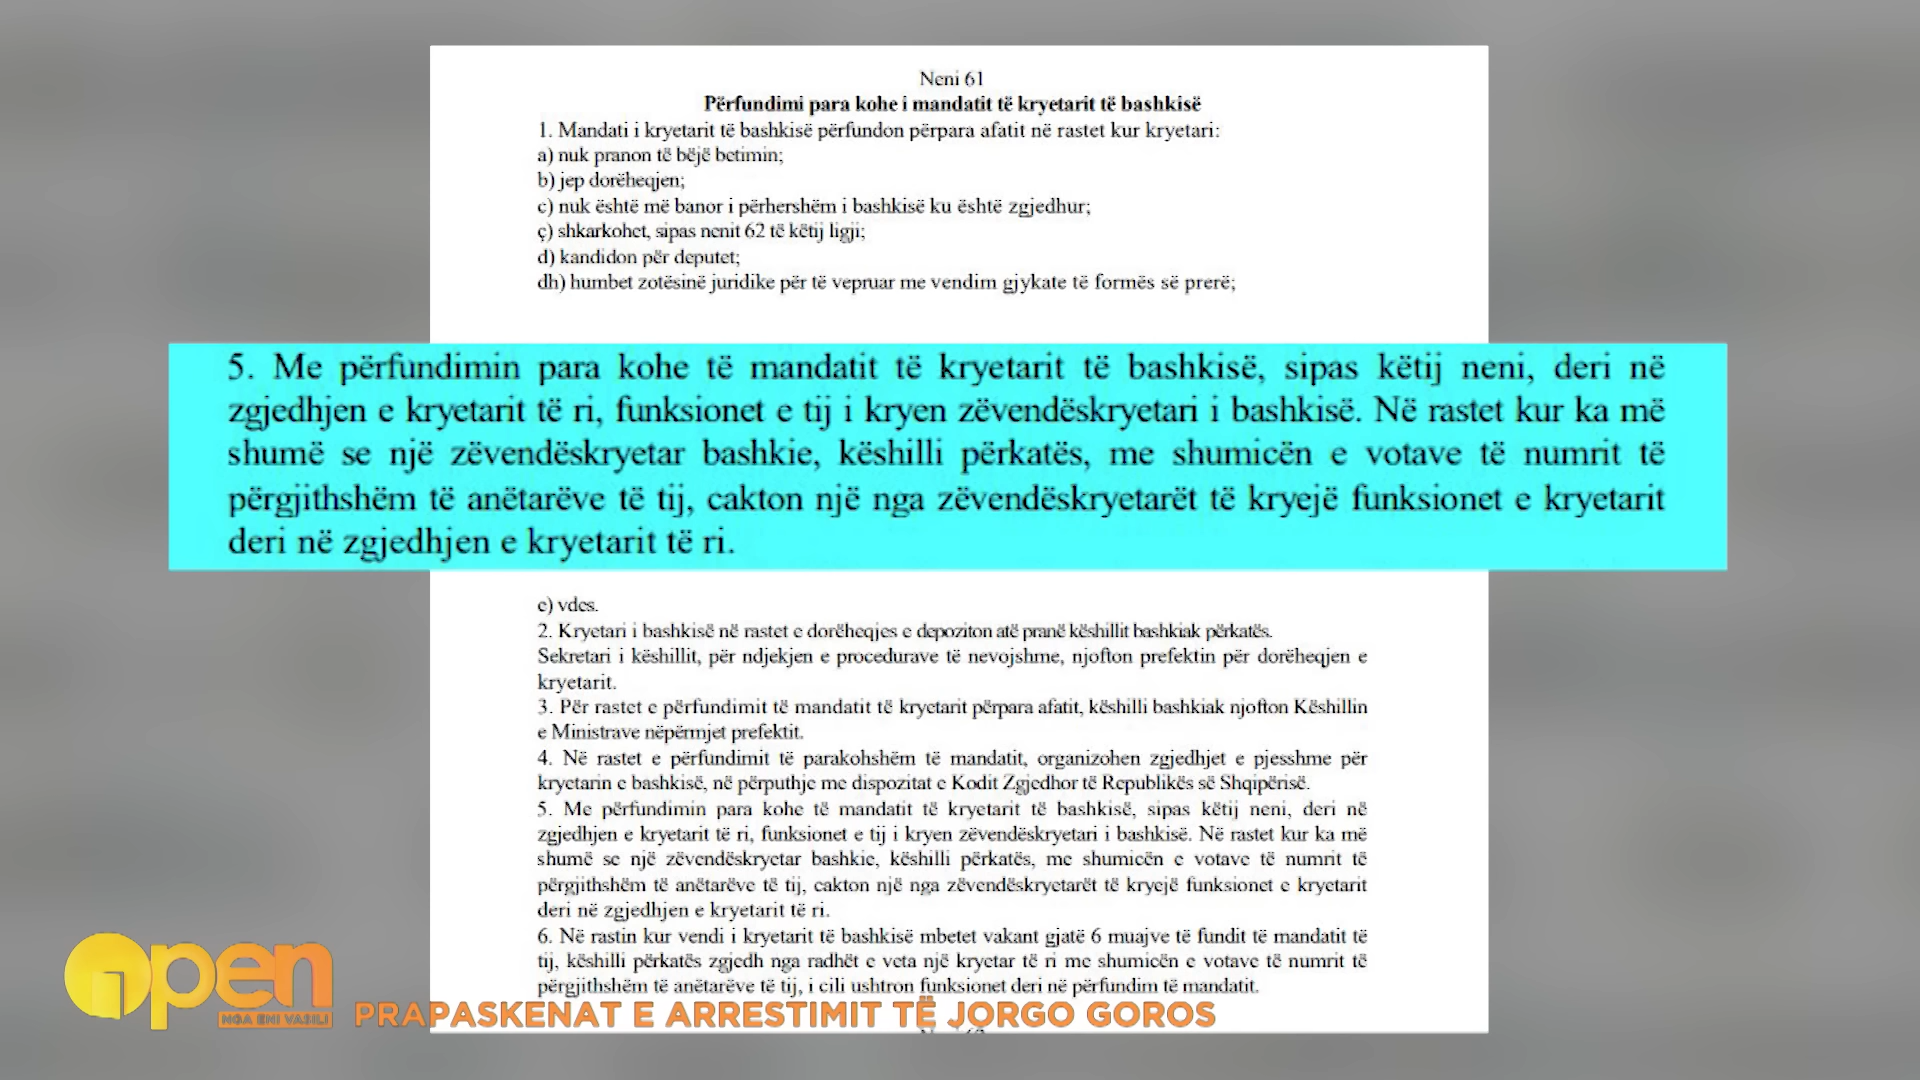 Neni 61
Përfundimi para kohe i mandatit të kryetarit të bashkisë
1. Mandati i kryetarit të bashkisë përfundon përpara afatit në rastet kur kryetari:
a) nuk pranon të bëjë betimin;
b) jep dorëheqjen;
c) nuk është më banor i përhershëm i bashkisë ku është zgjedhur;
ç) shkarkohet, sipas nenit 62 të këtij ligji;
d) kandidon për deputet;
dh) humbet zotësinë juridike për të vepruar me vendim gjykate të formës së prerë;
5. Me përfundimin para kohe të mandatit të kryetarit të bashkisë, sipas këtij neni, deri në
zgjedhjen e kryetarit të ri, funksionet e tij i kryen zëvendëskryetari i bashkisë. Në rastet kur ka më
shumë se një zëvendëskryetar bashkie, këshilli përkatës, me shumicën e votave të numrit të
përgjithshëm të anëtarëve të tij, cakton një nga zëvendëskryetarët të kryejë funksionet e kryetarit
deri në zgjedhjen e kryetarit të ri.
e) vdes.
2. Kryetari i bashkisë në rastet e dorëheqjes e depoziton atë pranë këshillit bashkiak përkatës.
Sekretari i këshillit, për ndjekjen e procedurave të nevojshme, njofton prefektin për dorëheqjen e
kryetarit.
3. Për rastet e përfundimit të mandatit të kryetarit përpara afatit, këshilli bashkiak njofton Këshillin
e Ministrave nëpërmjet prefektit.
4. Në rastet e përfundimit të parakohshëm të mandatit, organizohen zgjedhjet e pjesshme për
kryetarin e bashkisë, në përputhje me dispozitat e Kodit Zgjedhor të Republikës së Shqipërisë.
5. Me përfundimin para kohe të mandatit të kryetarit të bashkisë, sipas këtij neni, deri në
zgjedhjen e kryetarit të ri, funksionet e tij i kryen zëvendëskryetari i bashkisë. Në rastet kur ka më
shumë se një zëvendëskryetar bashkie, këshilli përkatës, me shumicën e votave të numrit të
përgjithshëm të anëtarëve të tij, cakton një nga zëvendëskryetarët të kryejë funksionet e kryetarit
deri në zgjedhjen e kryetarit të ri.
6. Në rastin kur vendi i kryetarit të bashkisë mbetet vakant gjatë 6 muajve të fundit të mandatit të
tij, këshilli përkatës zgjedh nga radhët e veta një kryetar të ri me shumicën e votave të numrit të
përgjithshëm të anëtarëve të tij, i cili ushtron funksionet deri në përfundim të mandatit.
open
NGA ENI VASILI
PRAPASKENAT E ARRESTIMIT TË JORGO GOROS